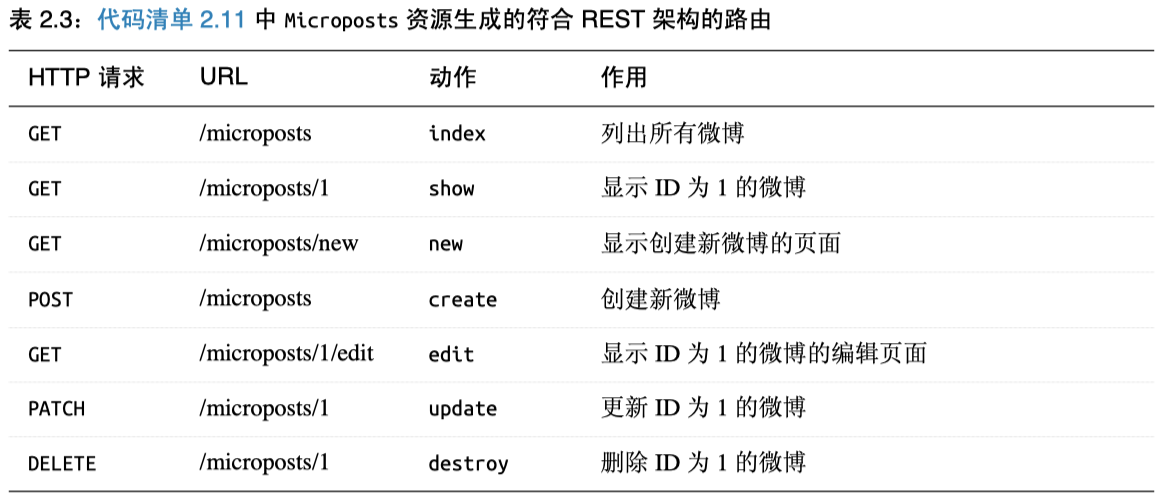 表 2.3：代码清单 2.11 中 Microposts 资源生成的符合 REST 架构的路由
HTTP 请求 URL 动作 作用
GET /microposts index 列出所有微博
GET /microposts/1 show 显示 ID 为 1 的微博
GET /microposts/new new 显示创建新微博的页面
POST /microposts create 创建新微博
GET /microposts/1/edit edit 显示 ID 为 1 的微博的编辑页面
PATCH /microposts/1 update 更新 ID 为 1 的微博
DELETE /microposts/1 destroy 删除 ID 为 1 的微博